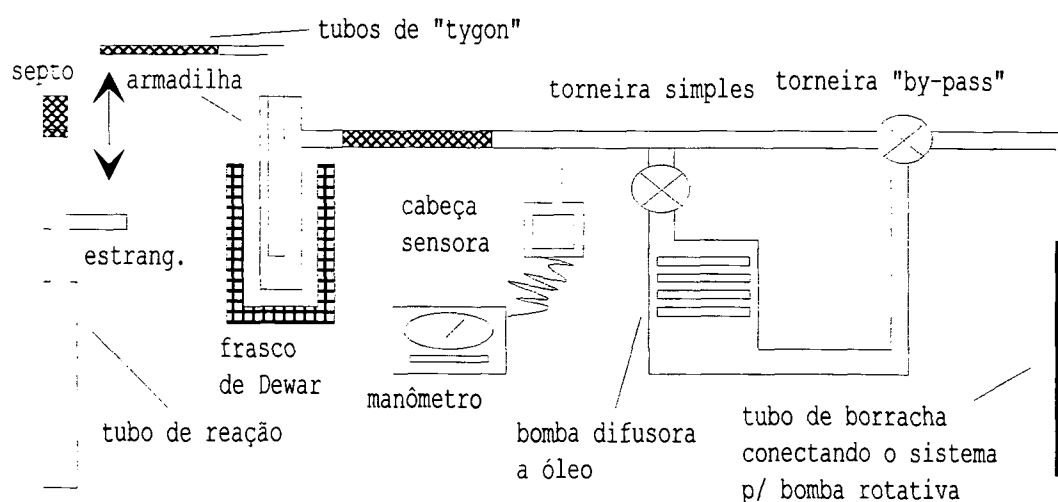 tubos de "tygon"
septo
armadilha
torneira simples
torneira "by-pass"
cabeça
sensora
estrang.
frasco
de Dewar
manômetro
tubo de reação
bomba difusora
a óleo
tubo de borracha
conectando o sistema
p/ bomba rotativa